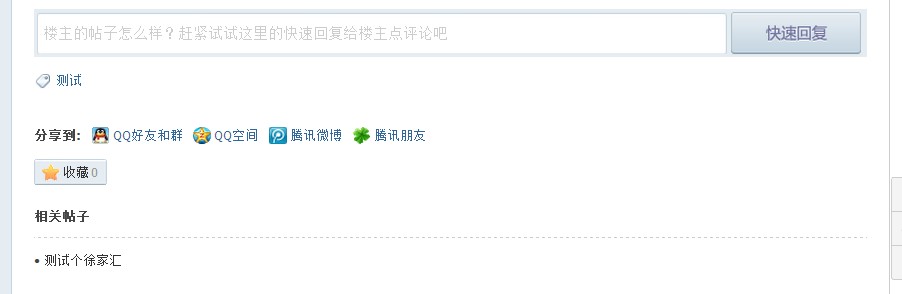 楼主的帖子怎么样？赶紧试试这里的快速回复给楼主点评论吧 快速回复
测试
分享到： QQ好友和群 QQ空间 腾讯微博 腾讯朋友
收藏 0
相关帖子
• 测试个徐家汇